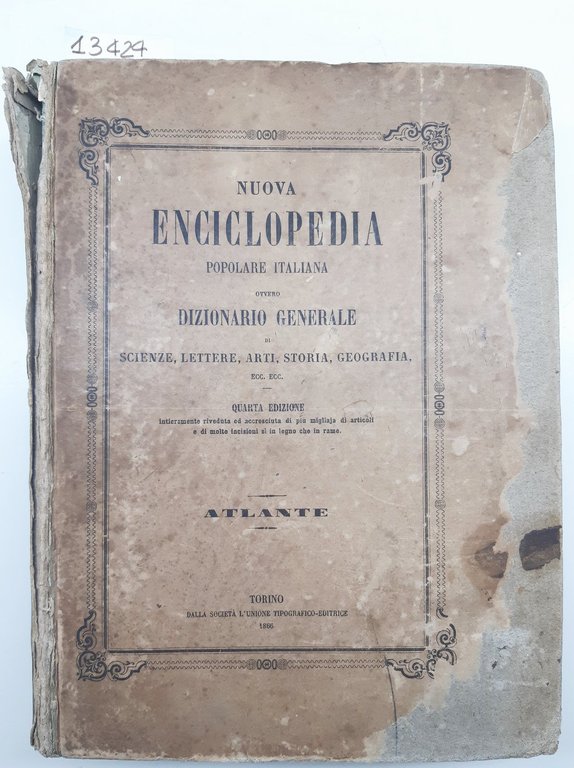 13424
NUOVA
ENCICLOPEDIA
POPOLARE ITALIANA
OVVERO
DIZIONARIO GENERALE
DI
SCIENZE, LETTERE, ARTI, STORIA, GEOGRAFIA,
ECC. ECC.
QUARTA EDIZIONE
intieramente riveduta ed accresciuta di più migliaja di articoli
e di molte incisioni sì in legno che in rame.
ATLANTE
TORINO
DALLA SOCIETÀ L'UNIONE TIPOGRAFICO-EDITRICE
1866